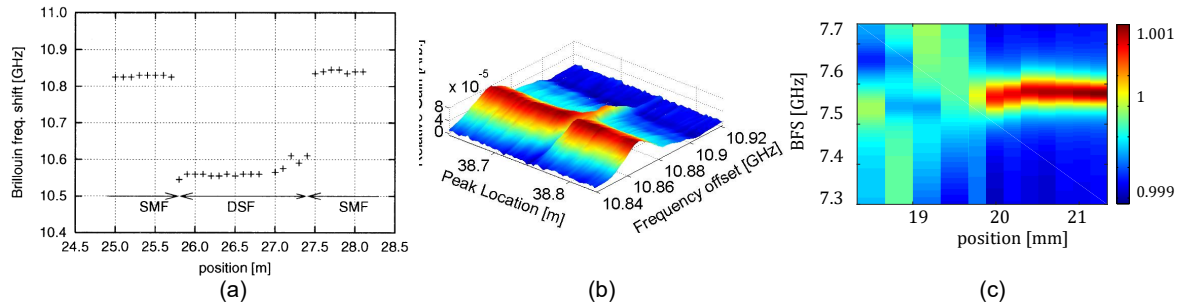 Brillouin freq. shift [GHz]
11.0
10.9
10.8
10.7
10.6
10.5
10.4
SMF
DSF
SMF
24.5 25.0 25.5 26.0 26.5 27.0 27.5 28.0 28.5
position [m]
(a)
x 10 -5
8
4
0
38.7
38.8
Peak Location [m]
10.84
10.86
10.88
10.9
10.92
Frequency offset [GHz]
(b)
BFS [GHz]
7.7
7.6
7.5
7.4
7.3
19 20 21
position [mm]
1.001
1
0.999
(c)